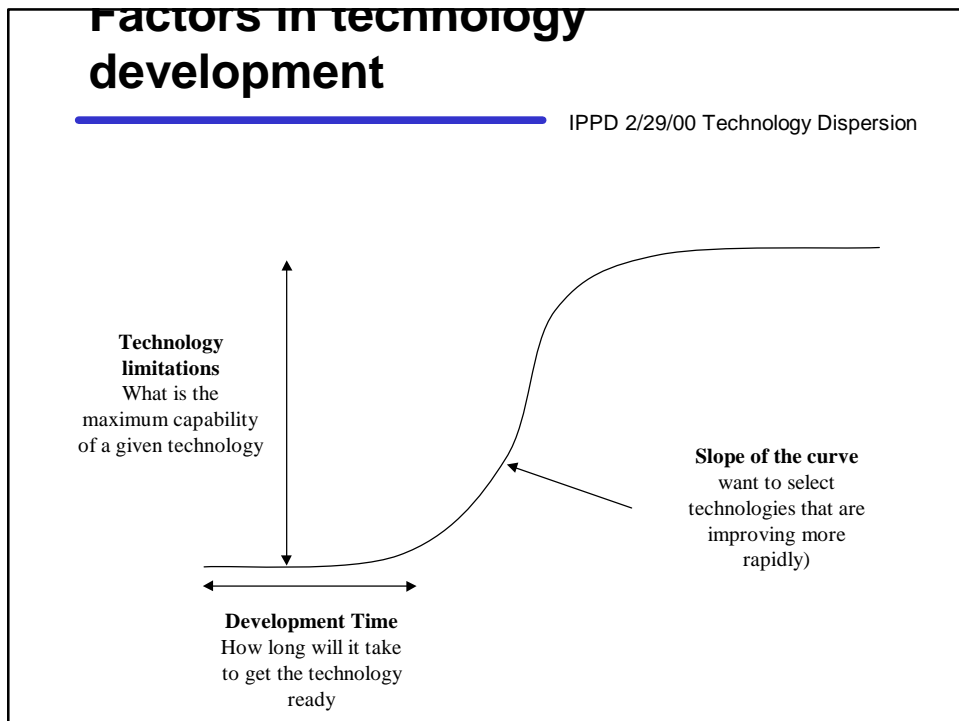 Factors in technology
development
IPPD 2/29/00 Technology Dispersion
Technology
limitations
What is the
maximum capability
of a given technology
Slope of the curve
want to select
technologies that are
improving more
rapidly)
Development Time
How long will it take
to get the technology
ready